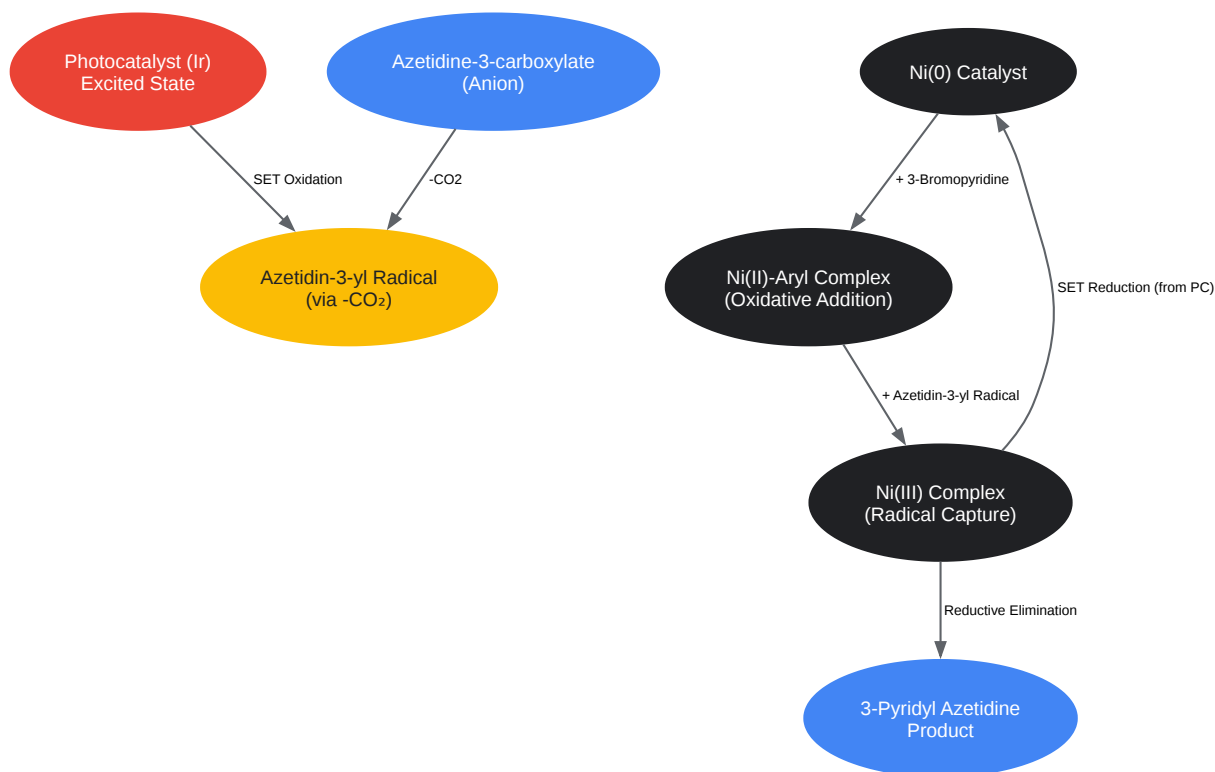 Photocatalyst (Ir)
Excited State
Azetidine-3-carboxylate
(Anion)
Ni(0) Catalyst
SET Oxidation
-CO2
+ 3-Bromopyridine
Azetidin-3-yl Radical
(via -CO₂)
Ni(II)-Aryl Complex
(Oxidative Addition)
SET Reduction (from PC)
+ Azetidin-3-yl Radical
Ni(III) Complex
(Radical Capture)
Reductive Elimination
3-Pyridyl Azetidine
Product